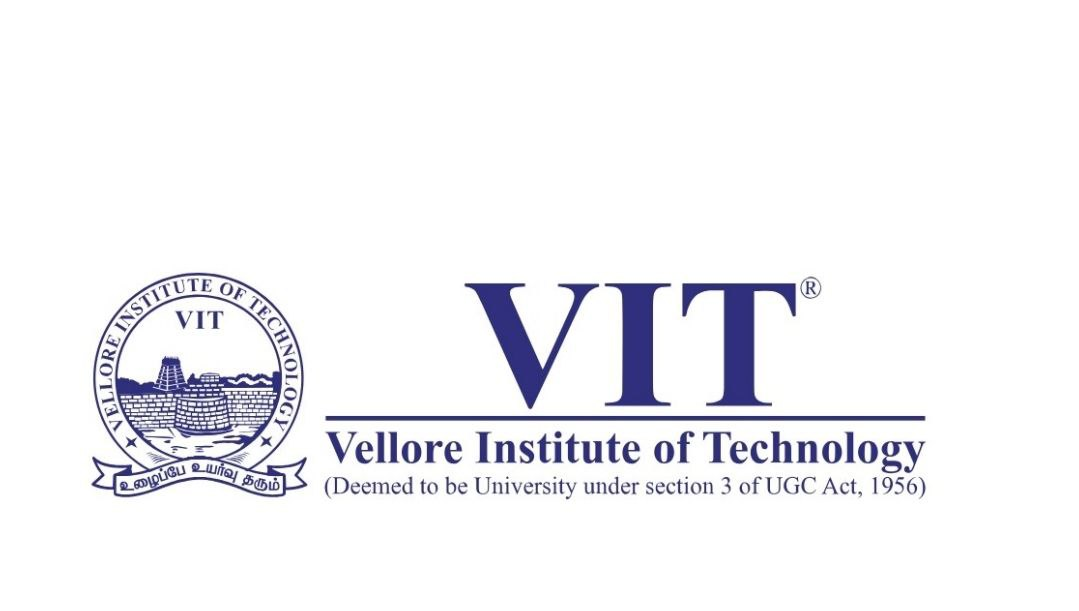 VELLORE INSTITUTE OF TECHNOLOGY
VIT
உழைப்பே உயர்வு தரும்
VIT®
Vellore Institute of Technology
(Deemed to be University under section 3 of UGC Act, 1956)